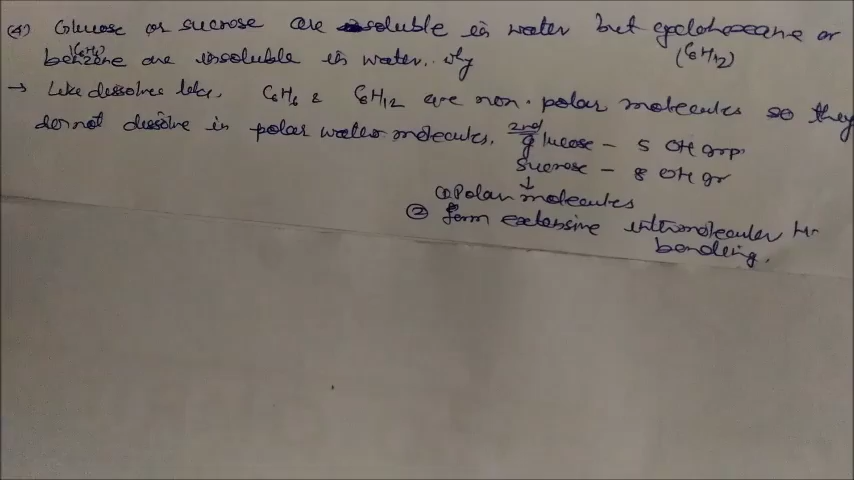 (4) Glucose or sucrose are soluble in water but cyclohexane or
(C6H6) (C6H12)
benzene are insoluble in water. why
→ Like dissolves like. C6H6 & C6H12 are non-polar molecules so they
do not dissolve in polar water molecules. 2nd glucose - 5 OH grp
sucrose - 8 OH gr
↓
① Polar molecules
② form extensive intermolecular H-
bonding.